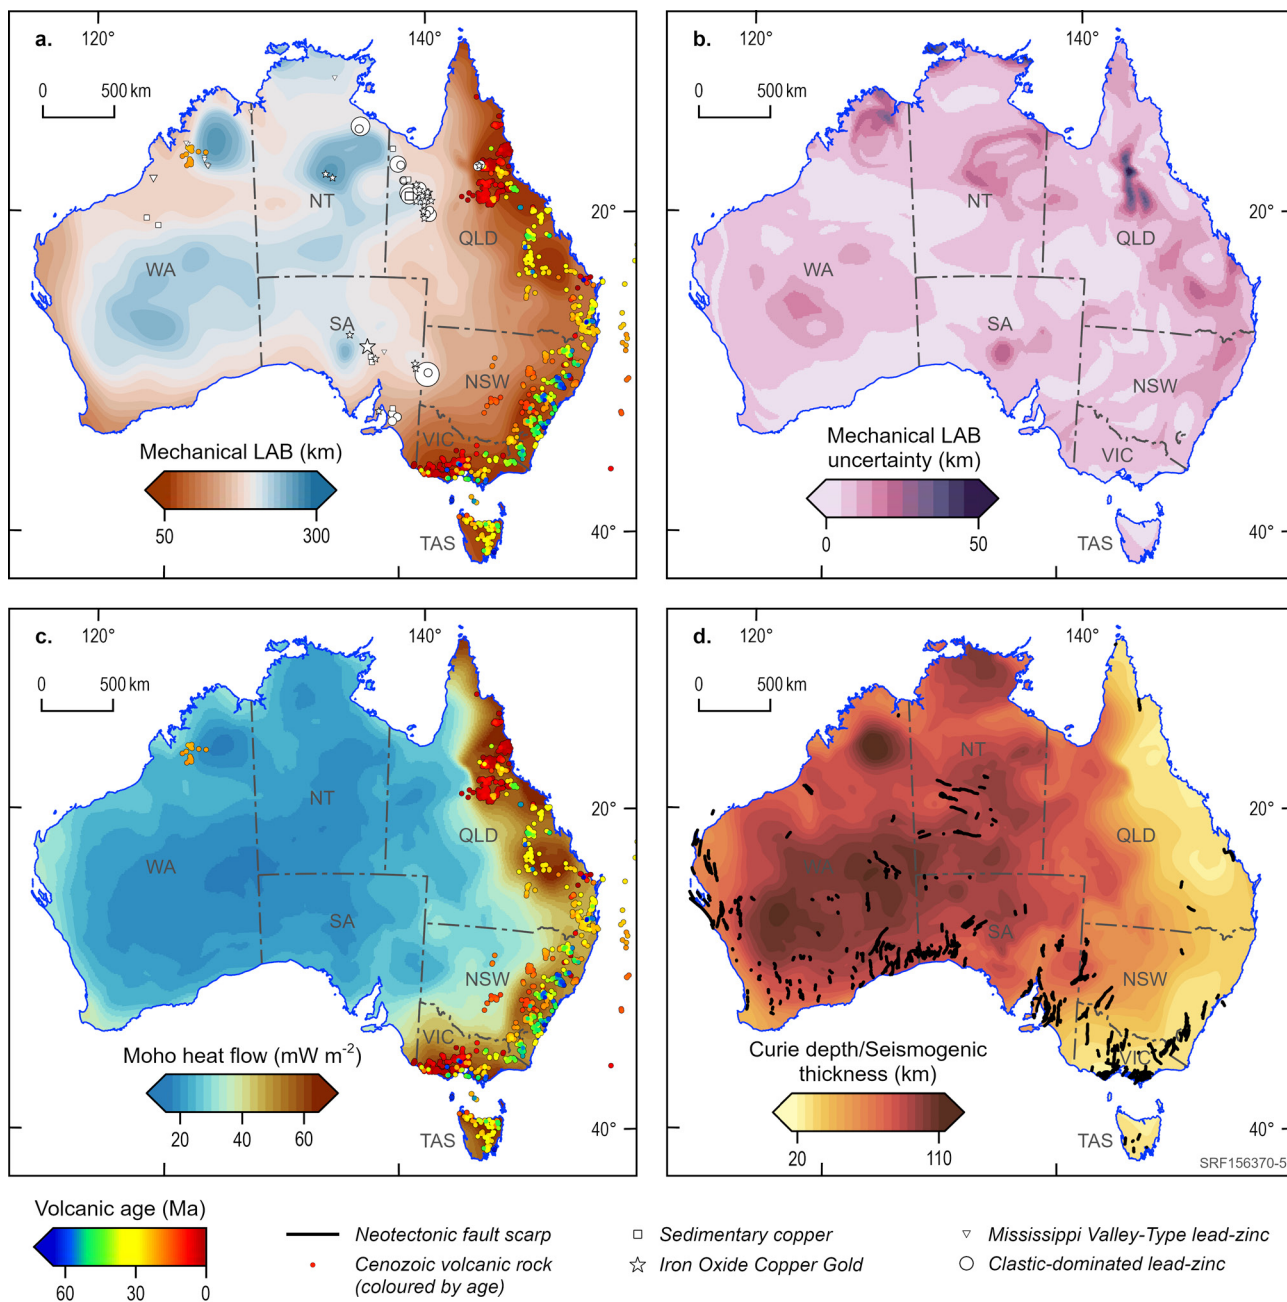 a.
120°
140°
0
500 km
NT
QLD
WA
SA
NSW
VIC
TAS
20°
40°
Mechanical LAB (km)
50
300
b.
140°
0
500 km
NT
QLD
WA
SA
NSW
VIC
TAS
20°
40°
Mechanical LAB
uncertainty (km)
0
50
c.
120°
140°
0
500 km
NT
QLD
WA
SA
NSW
VIC
TAS
20°
40°
Moho heat flow (mW m⁻²)
20
40
60
d.
120°
140°
0
500 km
NT
QLD
WA
SA
NSW
VIC
TAS
20°
40°
Curie depth/Seismogenic
thickness (km)
20
110
SRF156370-5
Volcanic age (Ma)
60
30
0
Neotectonic fault scarp
Cenozoic volcanic rock
(coloured by age)
Sedimentary copper
Iron Oxide Copper Gold
Mississippi Valley-Type lead-zinc
Clastic-dominated lead-zinc